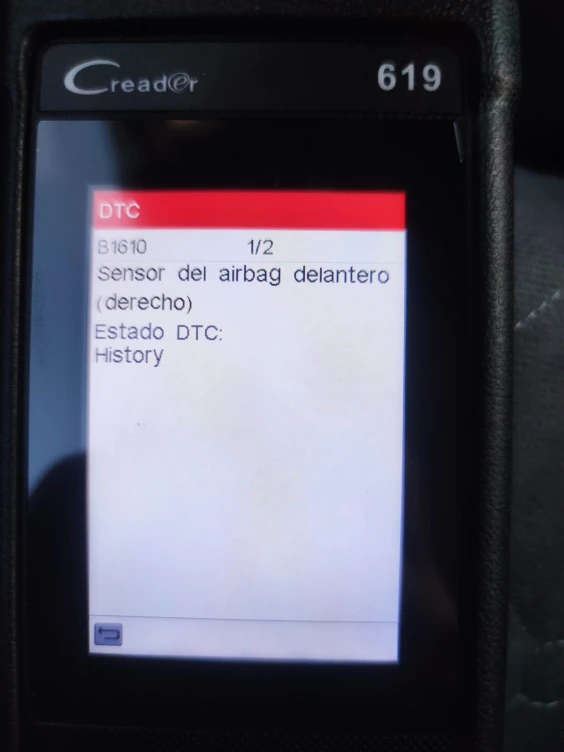 Creader 619
DTC
B1610 1/2
Sensor del airbag delantero
(derecho)
Estado DTC:
History